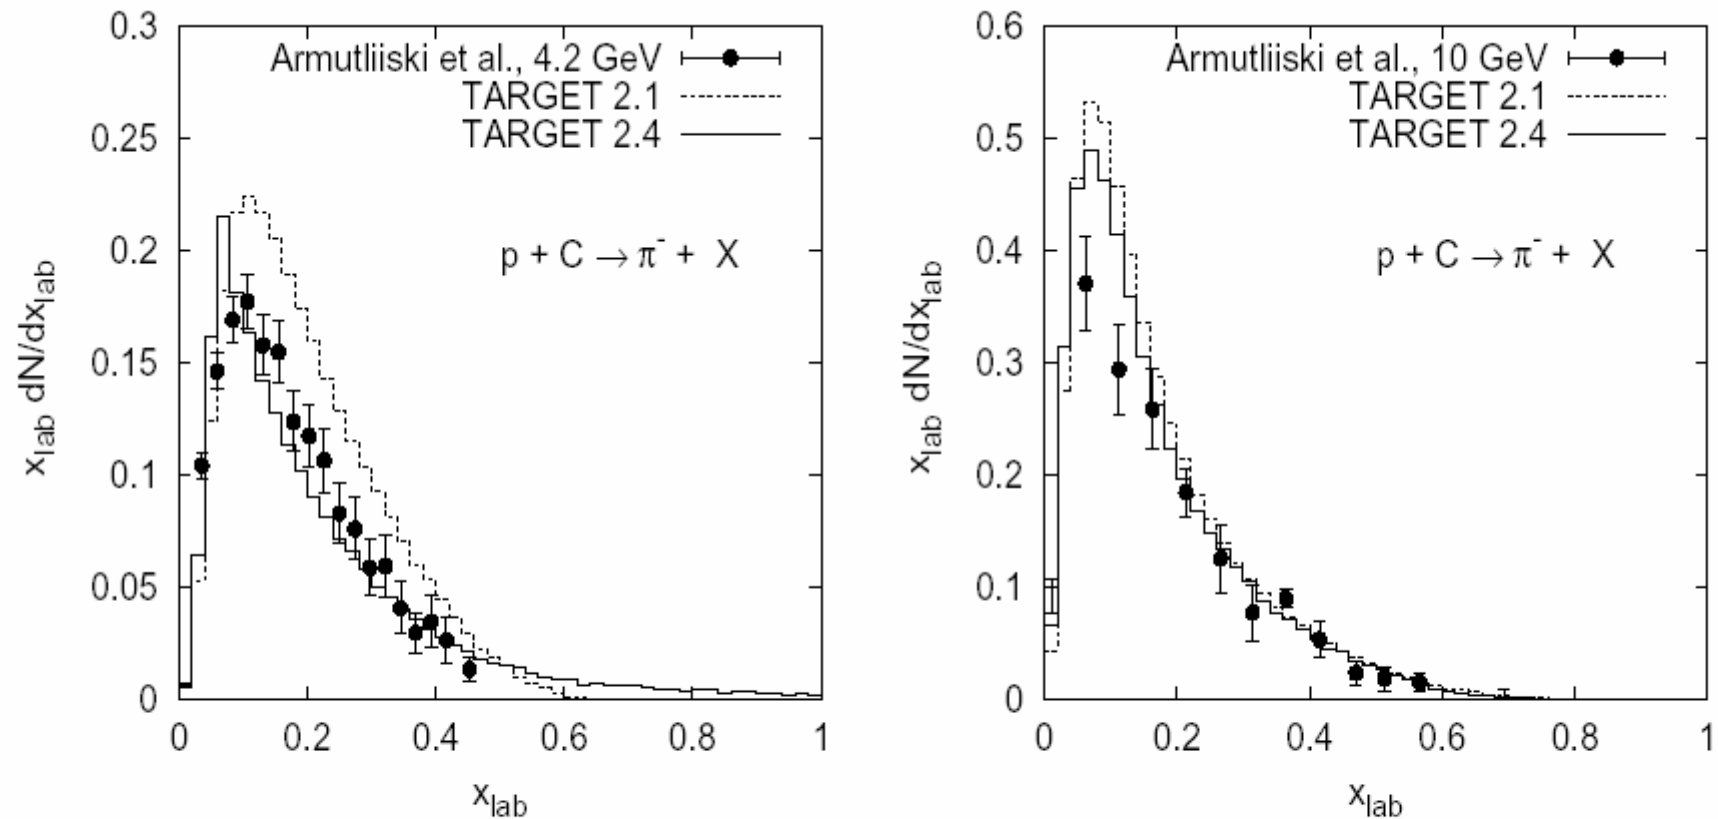 0.3
0.25
0.2
0.15
0.1
0.05
0
x_lab dN/dx_lab
Armutliiski et al., 4.2 GeV
TARGET 2.1
TARGET 2.4
p + C → π⁻ + X
0 0.2 0.4 0.6 0.8 1
x_lab
0.6
0.5
0.4
0.3
0.2
0.1
0
x_lab dN/dx_lab
Armutliiski et al., 10 GeV
TARGET 2.1
TARGET 2.4
p + C → π⁻ + X
0 0.2 0.4 0.6 0.8 1
x_lab